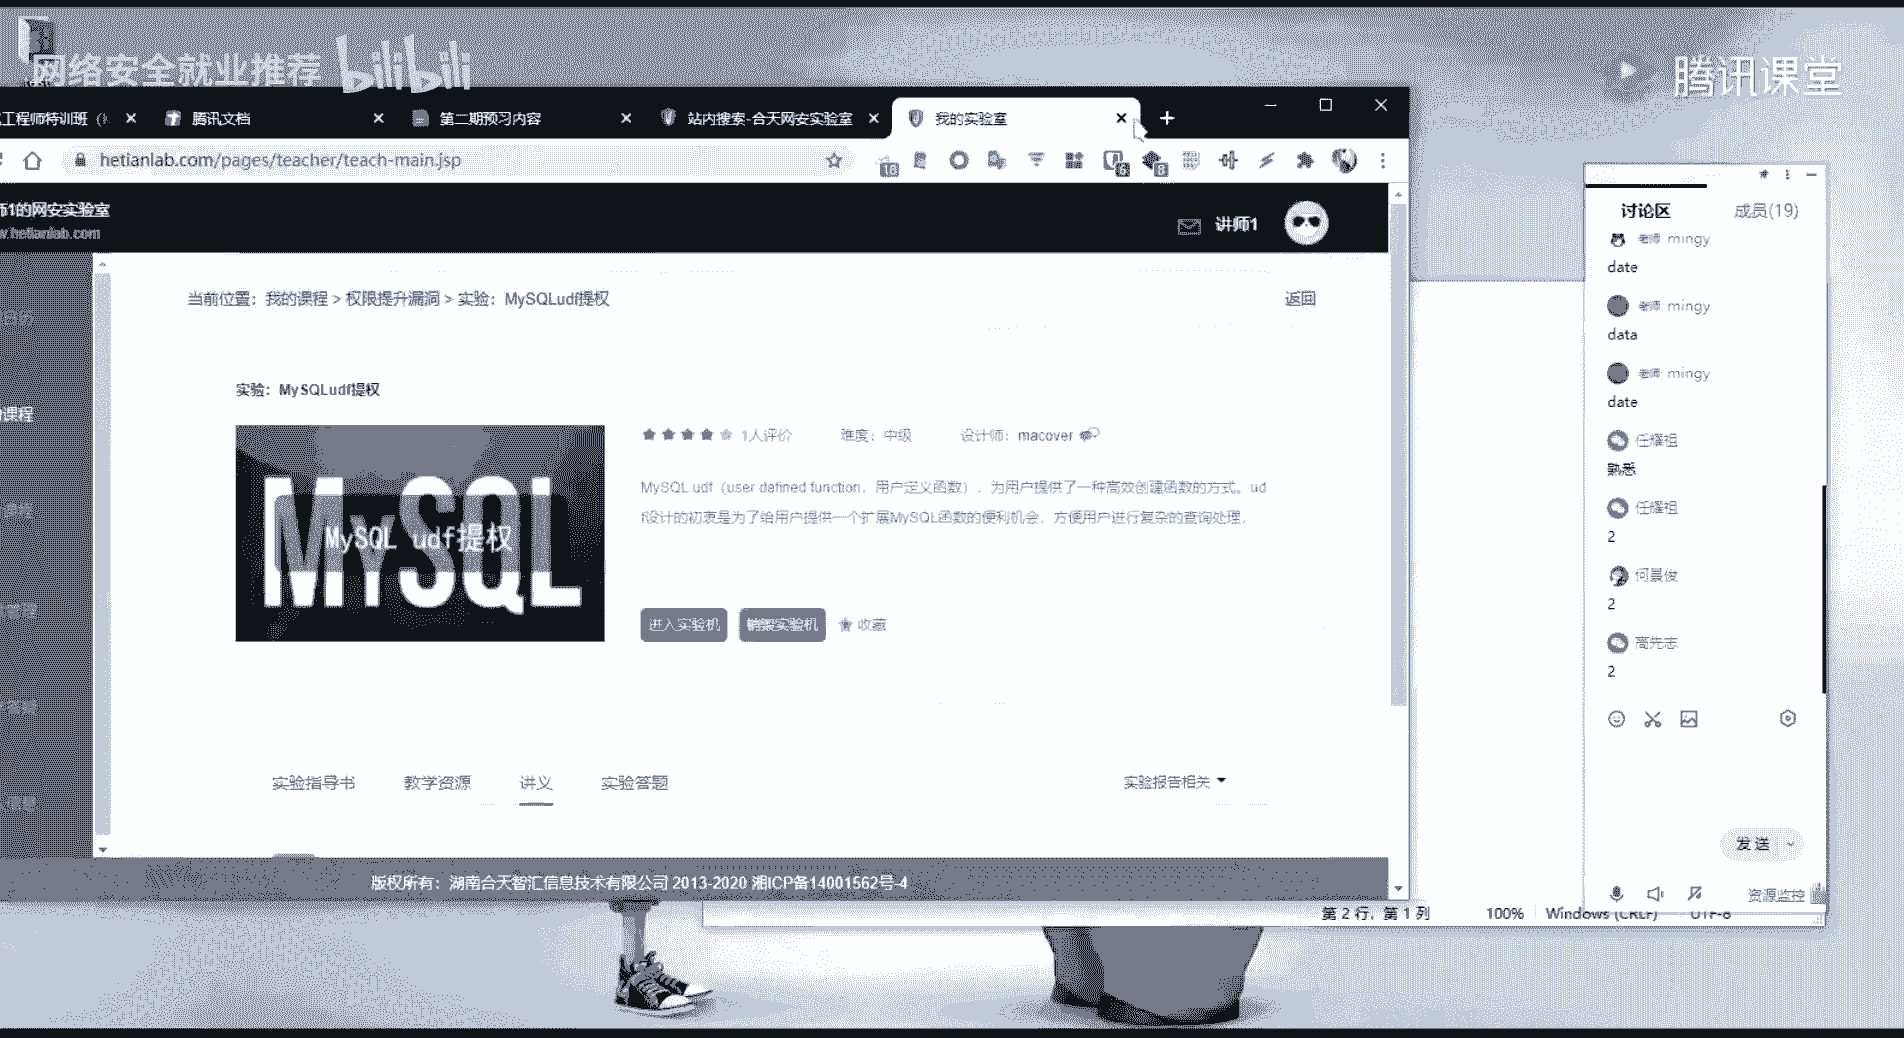 网络安全就业推荐 bilibili
腾讯课堂
工程师特训班
腾讯文档
第二期预习内容
站内搜索-合天网安实验室
我的实验室
hetianlab.com/pages/teacher/teach-main.jsp
18
6
8
师1的网安实验室
w.hetianlab.com
讲师1
当前位置：我的课程 > 权限提升漏洞 > 实验：MySQLudf提权
返回
课程
实验：MySQLudf提权
MySQL
MySQL udf提权
1人评价
难度：中级
设计师：macover
MySQL udf（user defined function，用户定义函数），为用户提供了一种高效创建函数的方式。ud
f设计的初衷是为了给用户提供一个扩展MySQL函数的便利机会，方便用户进行复杂的查询处理，
进入实验机
销毁实验机
收藏
实验指导书
教学资源
讲义
实验答题
实验报告相关
版权所有：湖南合天智汇信息技术有限公司 2013-2020 湘ICP备14001562号-4
讨论区
成员(19)
老师 mingy
date
老师 mingy
data
老师 mingy
date
任耀祖
熟悉
任耀祖
2
何景俊
2
高先志
2
发送
资源监控
第 2 行，第 1 列
100%
Windows (CRLF)
UTF-8